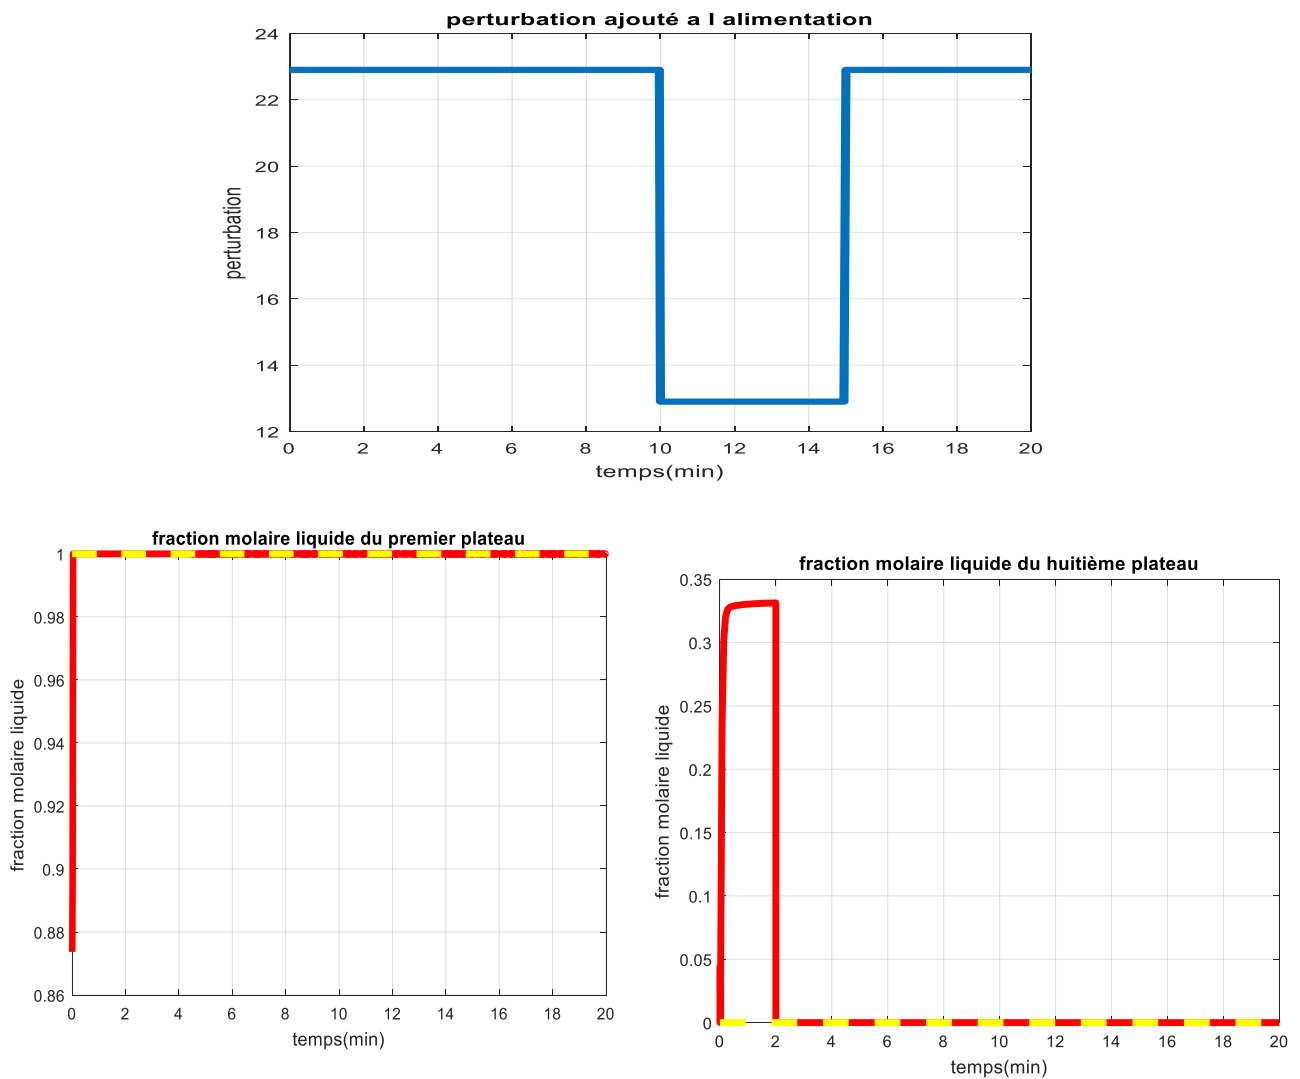 perturbation ajouté a l alimentation
24
22
20
18
16
14
12
perturbation
0 2 4 6 8 10 12 14 16 18 20
temps(min)
fraction molaire liquide du premier plateau
1
0.98
0.96
0.94
0.92
0.9
0.88
0.86
fraction molaire liquide
0 2 4 6 8 10 12 14 16 18 20
temps(min)
fraction molaire liquide du huitième plateau
0.35
0.3
0.25
0.2
0.15
0.1
0.05
0
fraction molaire liquide
0 2 4 6 8 10 12 14 16 18 20
temps(min)